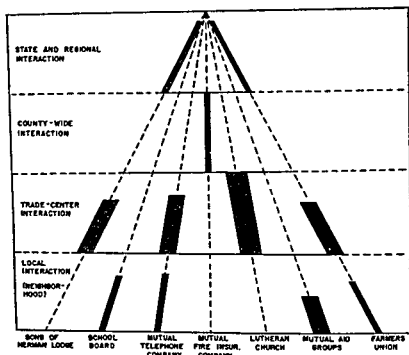 STATE AND REGIONAL
INTERACTION
COUNTY-WIDE
INTERACTION
TRADE-CENTER
INTERACTION
LOCAL
INTERACTION
(NEIGHBOR-
HOOD)
SONS OF
HERMAN LODGE
SCHOOL
BOARD
MUTUAL
TELEPHONE
COMPANY
MUTUAL
FIRE INSUR.
COMPANY
LUTHERAN
CHURCH
MUTUAL AID
GROUPS
FARMERS
UNION